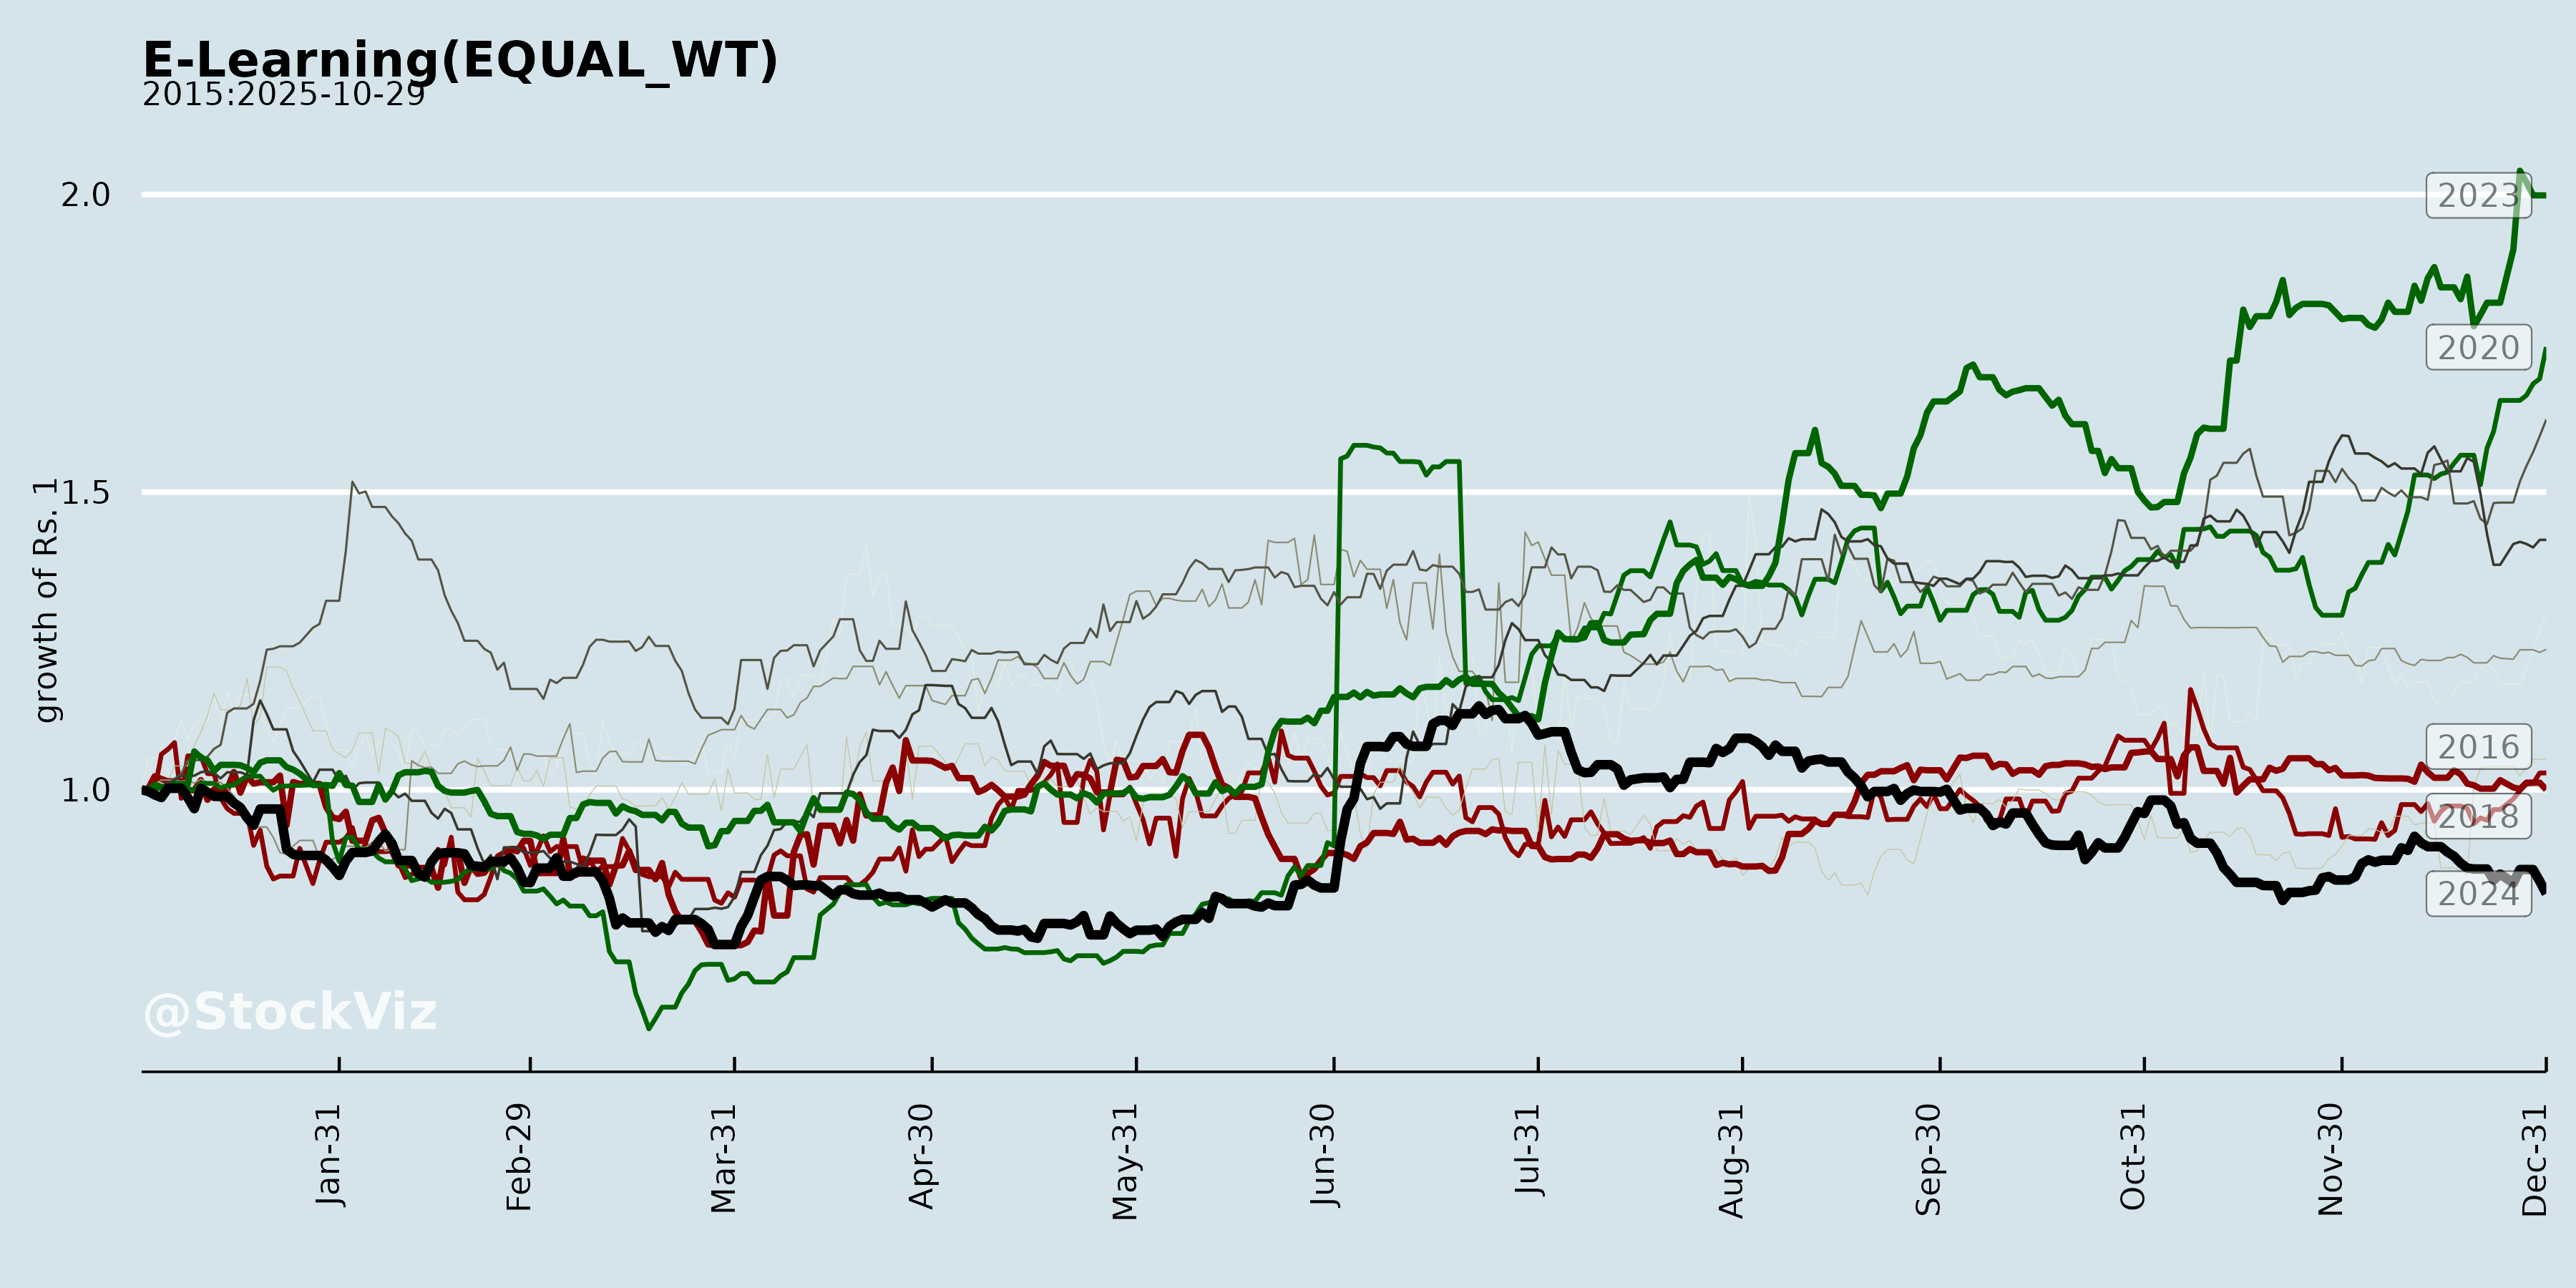 E-Learning(EQUAL_WT)
2015:2025-10-29
growth of Rs. 1
2.0
1.5
1.0
2023
2020
2016
2018
2024
@StockViz
Jan-31
Feb-29
Mar-31
Apr-30
May-31
Jun-30
Jul-31
Aug-31
Sep-30
Oct-31
Nov-30
Dec-31